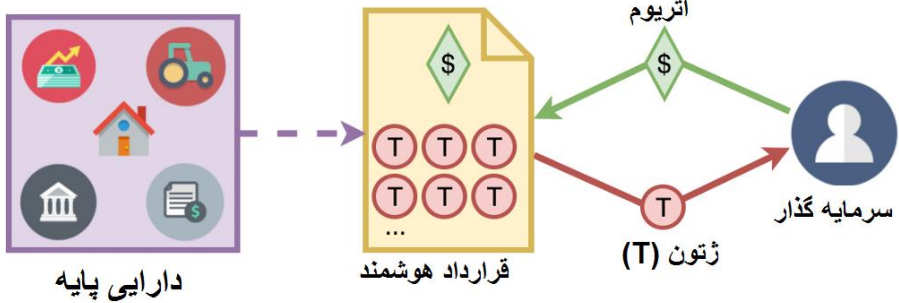 اتریوم
$
$
T T T
T T T
...
T
سرمایه گذار
ژتون (T)
قرارداد هوشمند
دارایی پایه
$